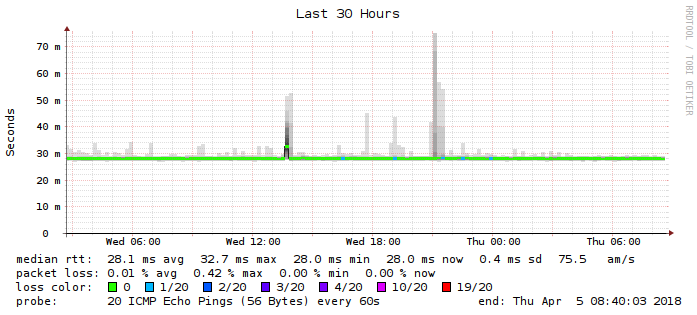 Last 30 Hours
RRDTOOL / TOBI OETIKER
Seconds
70 m
60 m
50 m
40 m
30 m
20 m
10 m
0
Wed 06:00 Wed 12:00 Wed 18:00 Thu 00:00 Thu 06:00
median rtt: 28.1 ms avg 32.7 ms max 28.0 ms min 28.0 ms now 0.4 ms sd 75.5 am/s
packet loss: 0.01 % avg 0.42 % max 0.00 % min 0.00 % now
loss color: 0 1/20 2/20 3/20 4/20 10/20 19/20
probe: 20 ICMP Echo Pings (56 Bytes) every 60s end: Thu Apr 5 08:40:03 2018